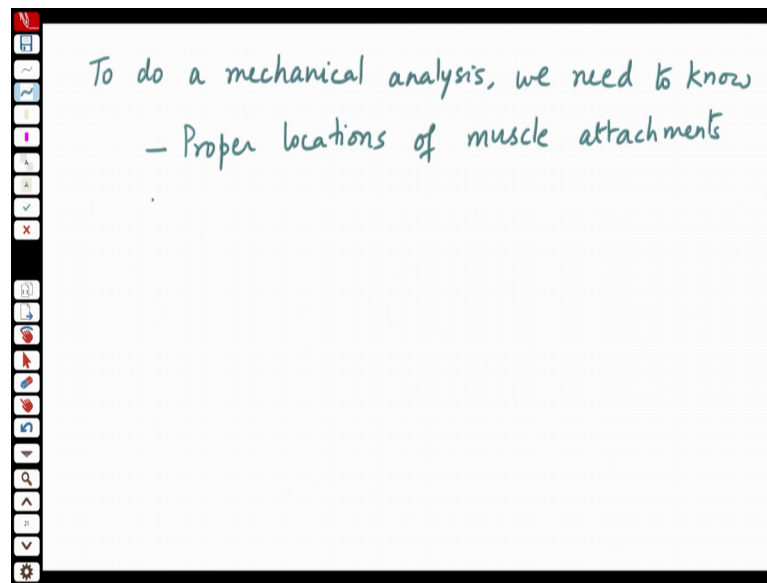 To do a mechanical analysis, we need to know
- Proper locations of muscle attachments